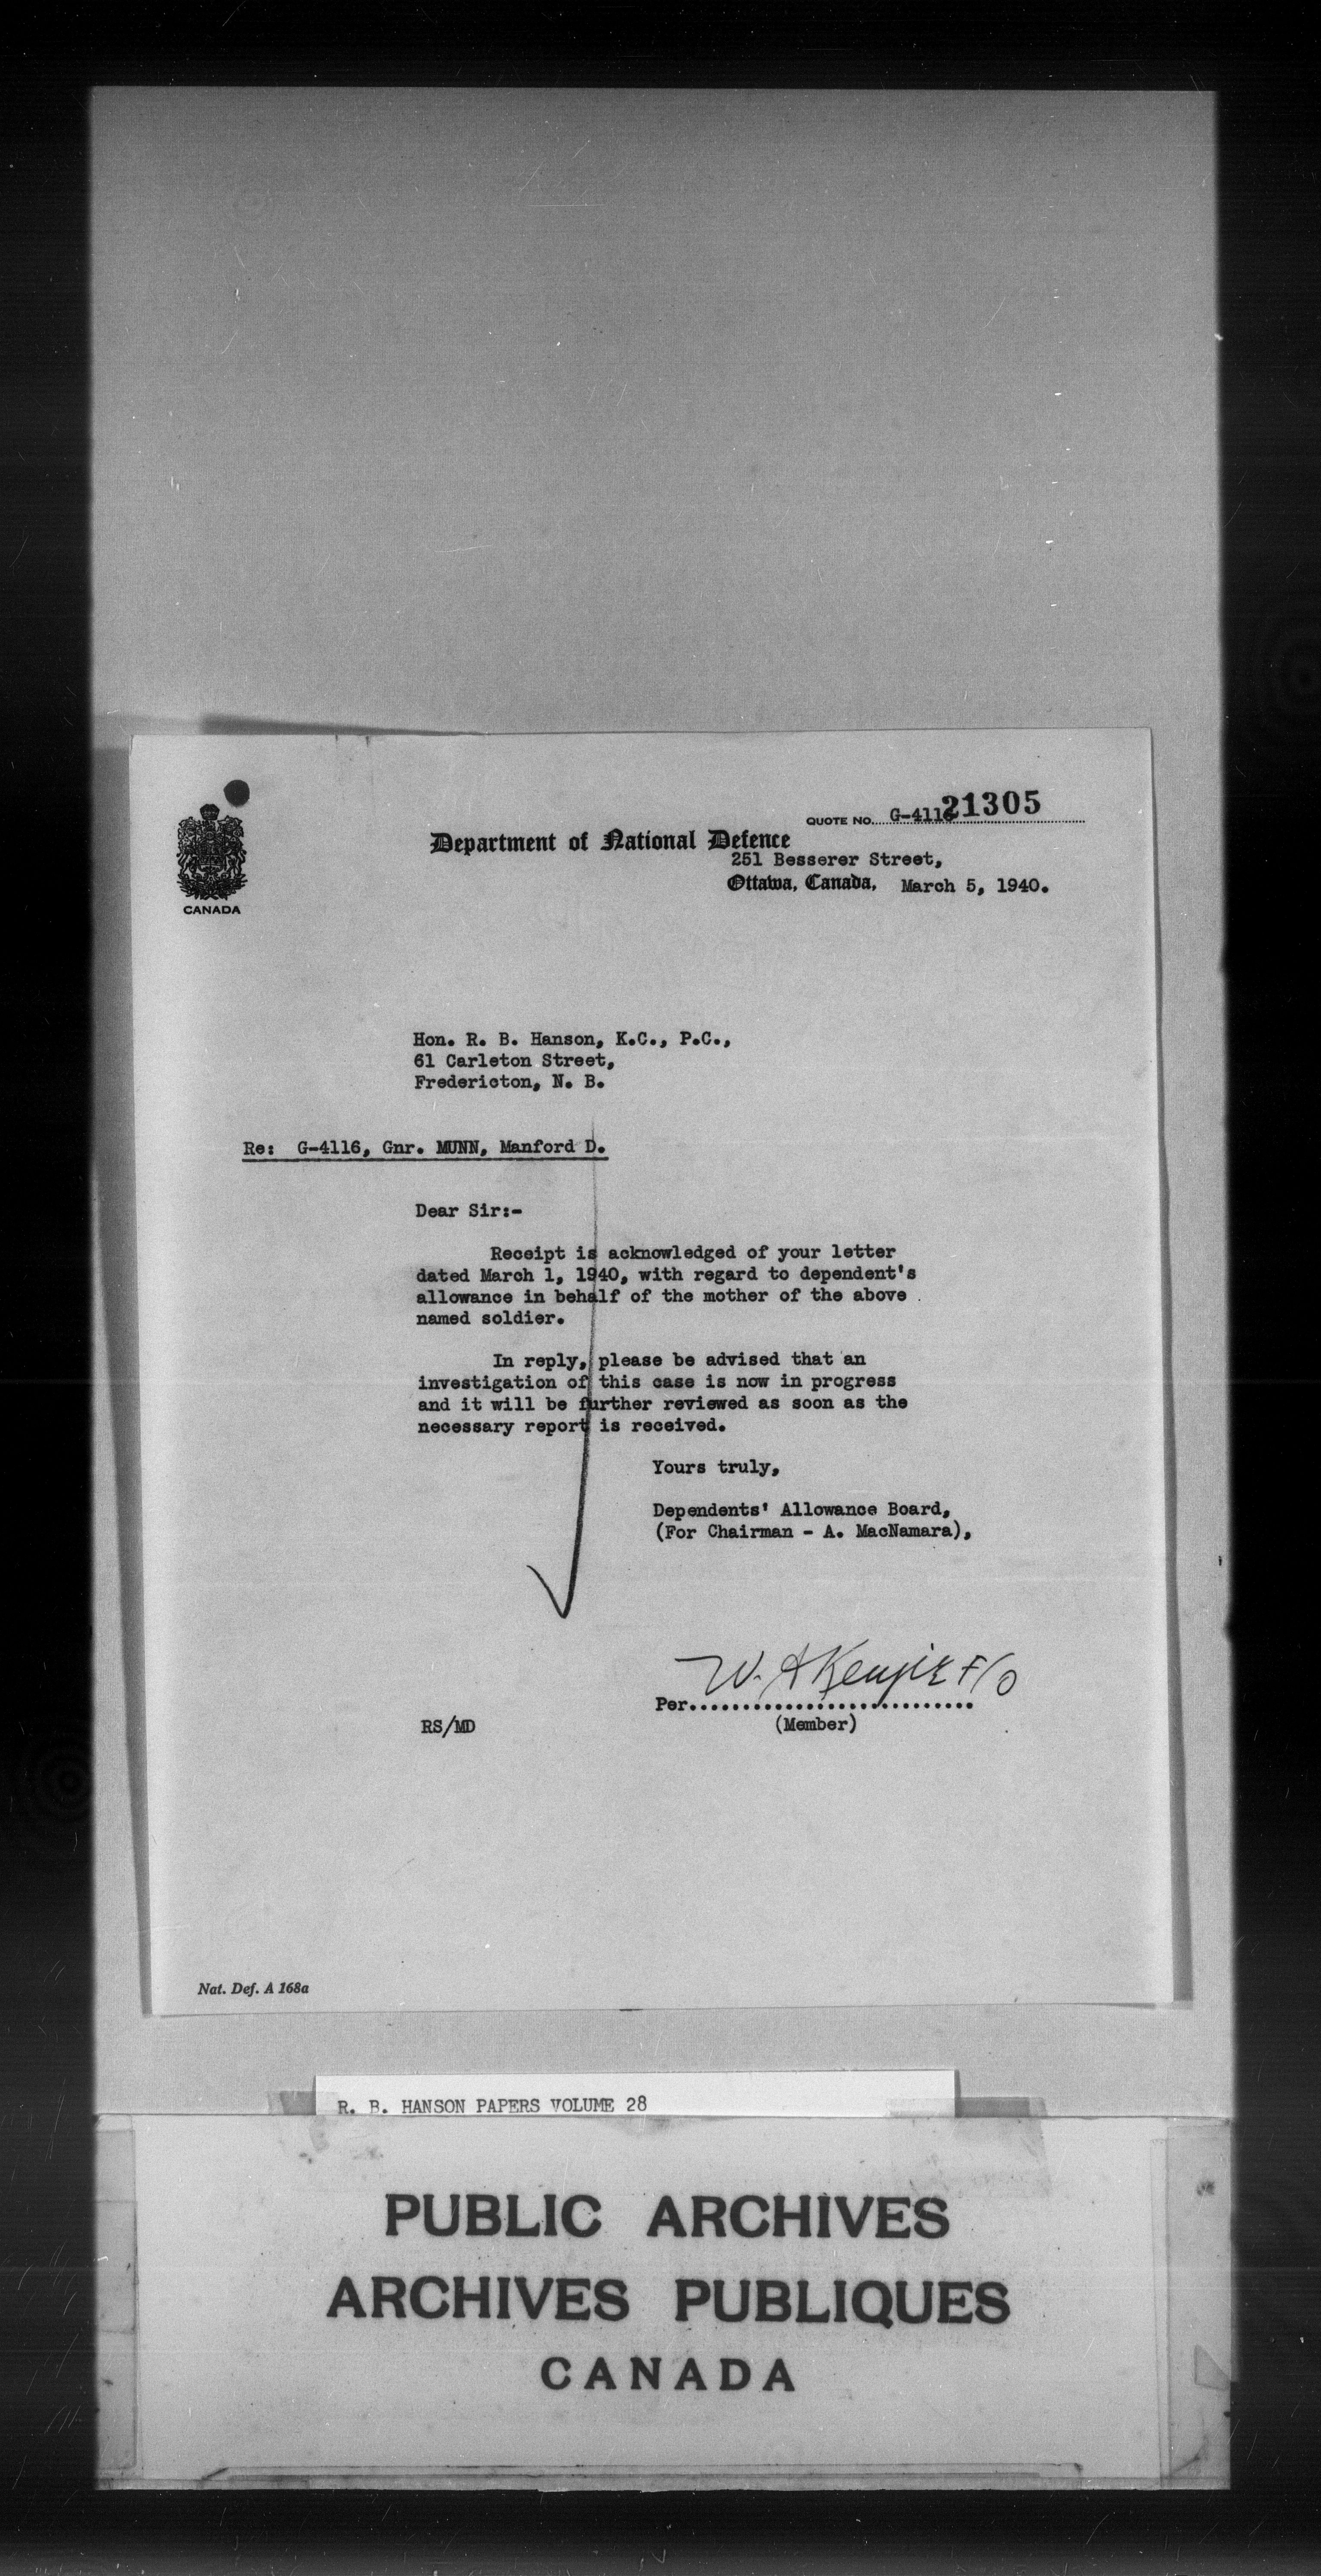 21305
QUOTE NO. G-4116
Department of National Defence
251 Besserer Street,
Ottawa, Canada, March 5, 1940.
CANADA
Hon. R. B. Hanson, K.C., P.C.,
61 Carleton Street,
Fredericton, N. B.
Re: G-4116, Gnr. MUNN, Manford D.
Dear Sir:-
Receipt is acknowledged of your letter
dated March 1, 1940, with regard to dependent's
allowance in behalf of the mother of the above
named soldier.
In reply, please be advised that an
investigation of this case is now in progress
and it will be further reviewed as soon as the
necessary report is received.
Yours truly,
Dependents' Allowance Board,
(For Chairman - A. MacNamara),
W. A F/O
Per............................
(Member)
RS/MD
Nat. Def. A 168a
R. B. HANSON PAPERS VOLUME 28
PUBLIC ARCHIVES
ARCHIVES PUBLIQUES
CANADA